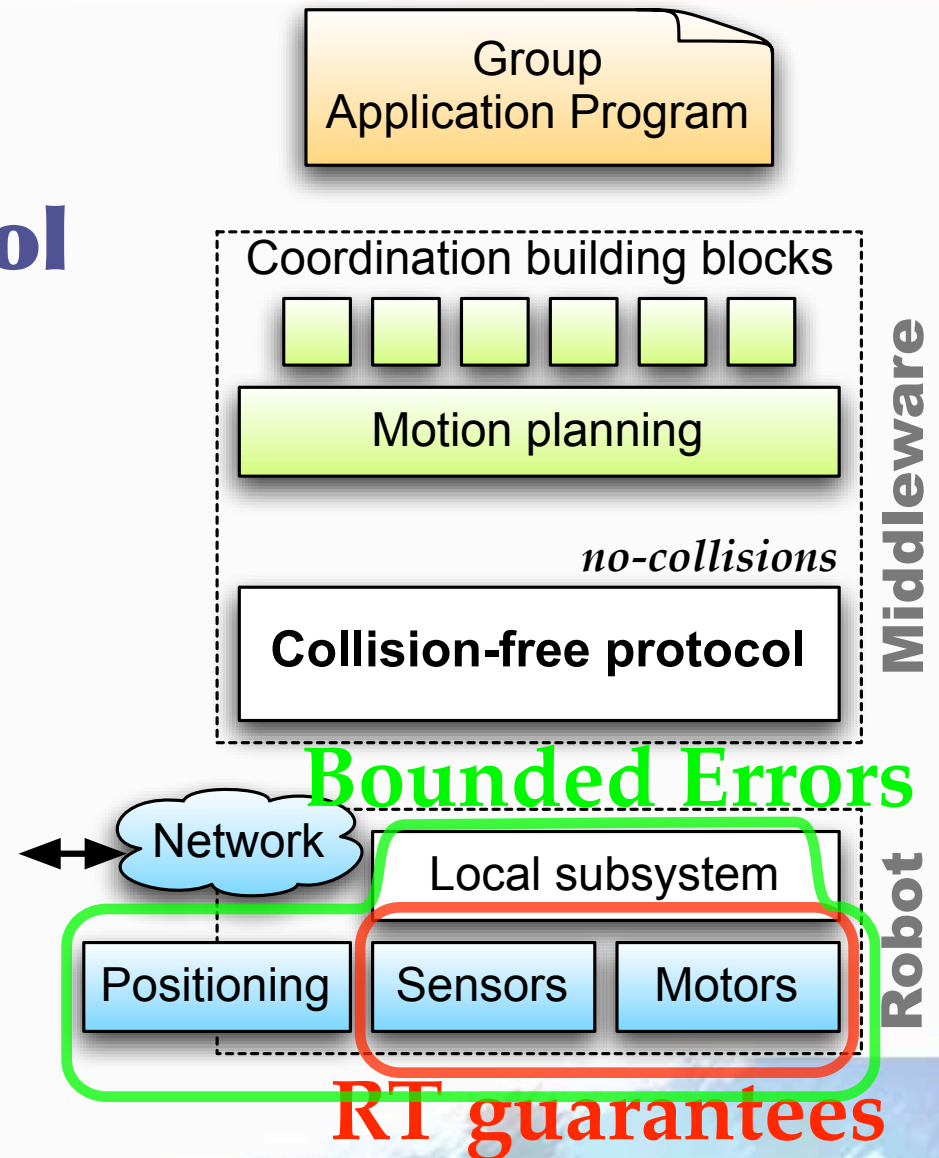 Group
Application Program
ol
Coordination building blocks
Motion planning
no-collisions
Collision-free protocol
Middleware
Bounded Errors
Network
Local subsystem
Positioning
Sensors
Motors
Robot
RT guarantees